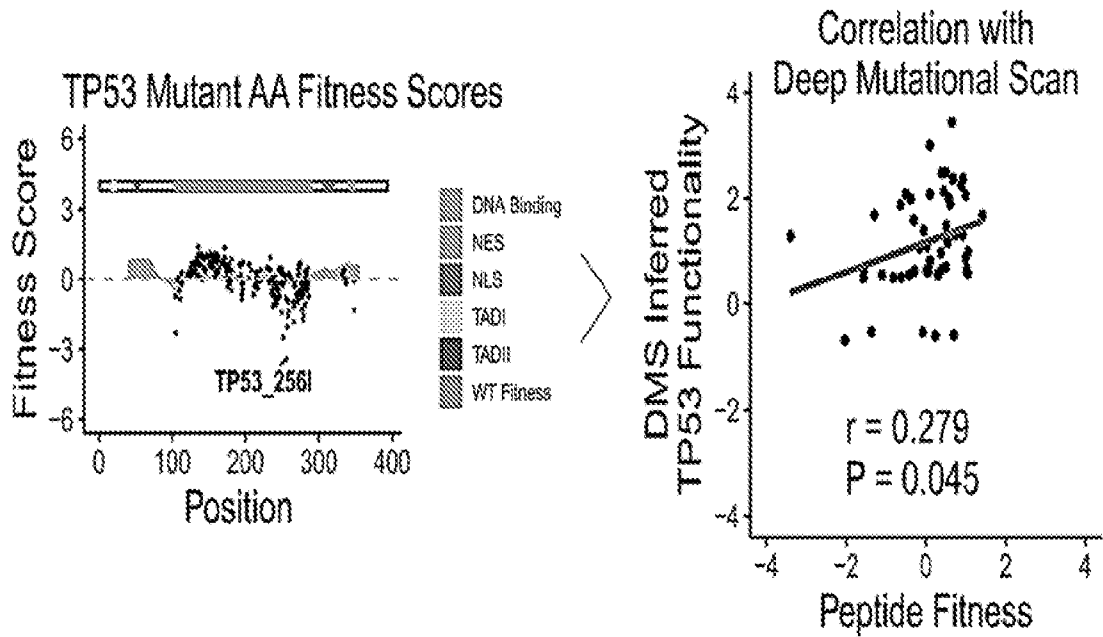 TP53 Mutant AA Fitness Scores
Fitness Score
6
3
0
−3
−6
TP53_256I
0 100 200 300 400
Position
DNA Binding
NES
NLS
TADI
TADII
WT Fitness
Correlation with
Deep Mutational Scan
DMS Inferred
TP53 Functionality
4
2
0
−2
−4
r = 0.279
P = 0.045
−4 −2 0 2 4
Peptide Fitness